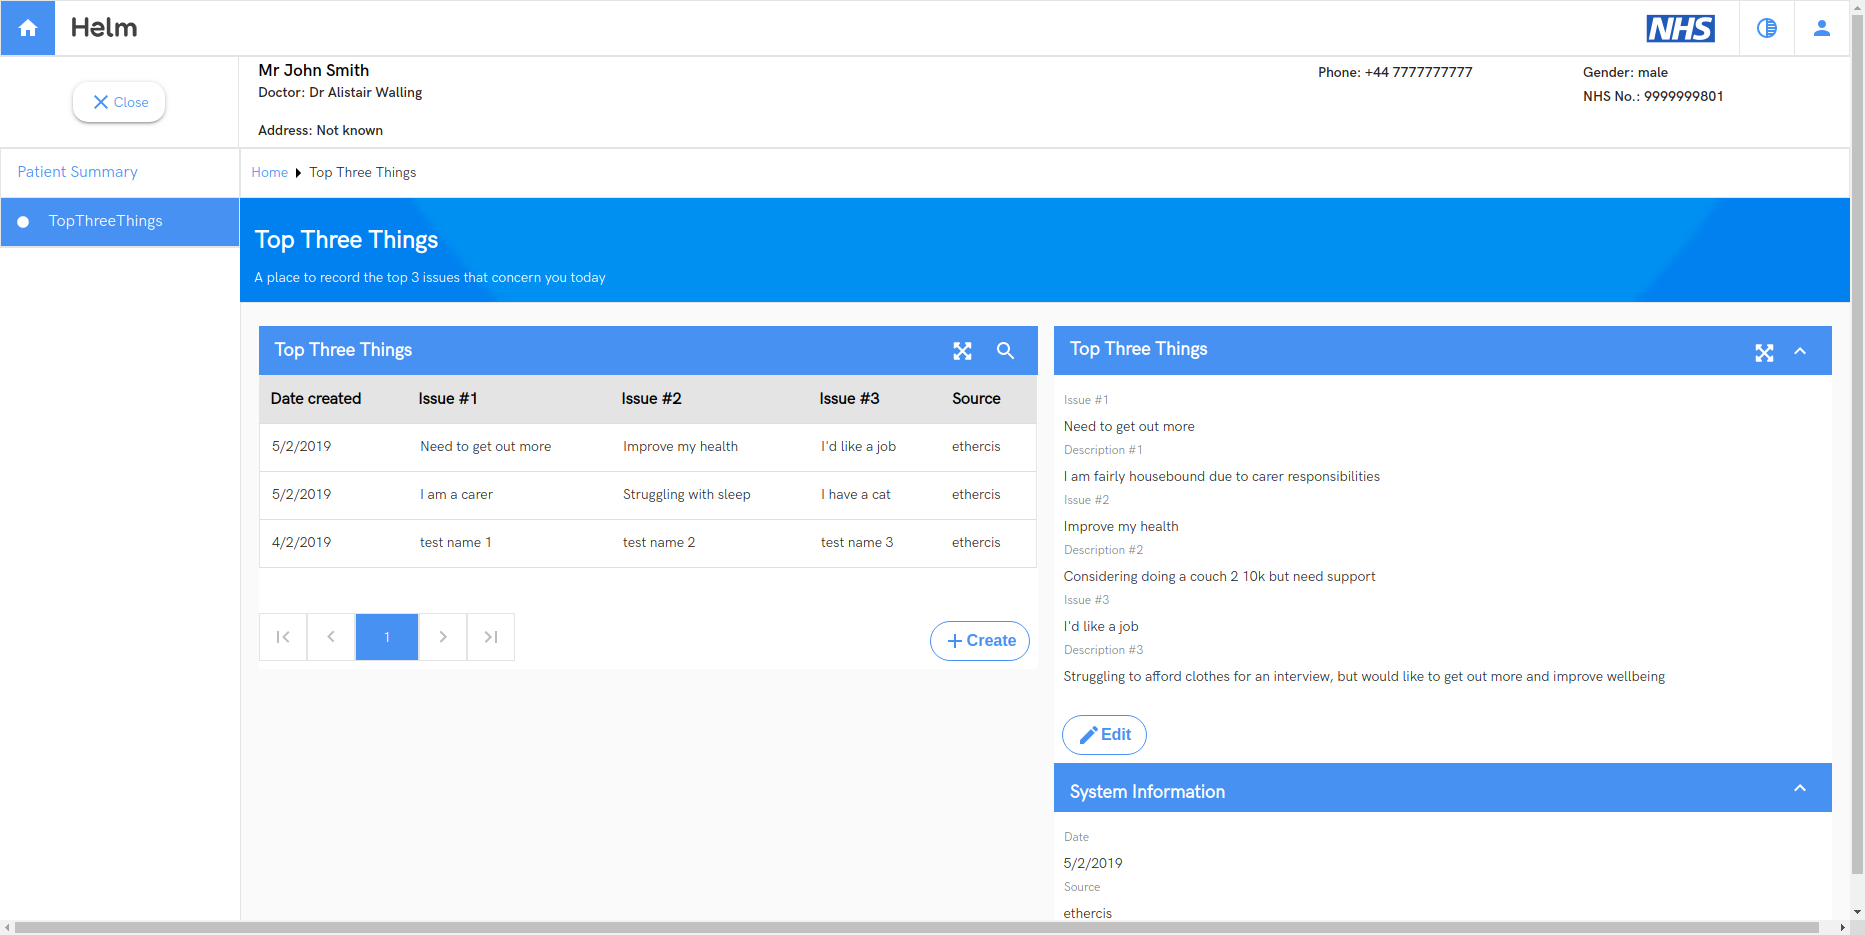 Helm
NHS
Close
Mr John Smith
Doctor: Dr Alistair Walling
Address: Not known
Phone: +44 7777777777
Gender: male
NHS No.: 9999999801
Patient Summary
TopThreeThings
Home Top Three Things
Top Three Things
A place to record the top 3 issues that concern you today
Top Three Things
Date created Issue #1 Issue #2 Issue #3 Source
5/2/2019 Need to get out more Improve my health I'd like a job ethercis
5/2/2019 I am a carer Struggling with sleep I have a cat ethercis
4/2/2019 test name 1 test name 2 test name 3 ethercis
1
Create
Top Three Things
Issue #1
Need to get out more
Description #1
I am fairly housebound due to carer responsibilities
Issue #2
Improve my health
Description #2
Considering doing a couch 2 10k but need support
Issue #3
I'd like a job
Description #3
Struggling to afford clothes for an interview, but would like to get out more and improve wellbeing
Edit
System Information
Date
5/2/2019
Source
ethercis